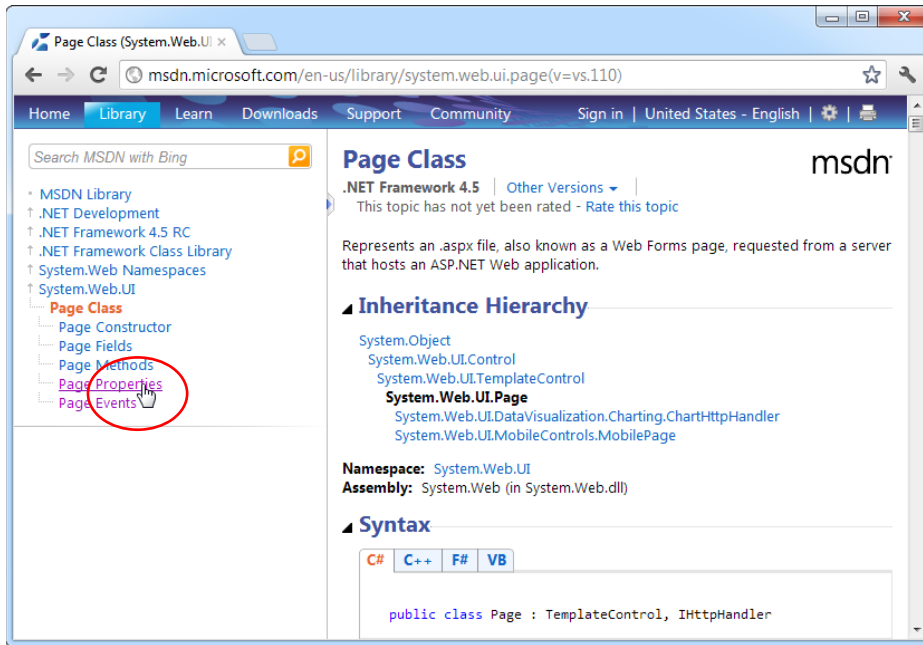 Page Class (System.Web.UI
msdn.microsoft.com/en-us/library/system.web.ui.page(v=vs.110)
Home Library Learn Downloads Support Community Sign in | United States - English |
Search MSDN with Bing
MSDN Library
.NET Development
.NET Framework 4.5 RC
.NET Framework Class Library
System.Web Namespaces
System.Web.UI
Page Class
Page Constructor
Page Fields
Page Methods
Page Properties
Page Events
Page Class
msdn
.NET Framework 4.5 | Other Versions |
This topic has not yet been rated - Rate this topic
Represents an .aspx file, also known as a Web Forms page, requested from a server
that hosts an ASP.NET Web application.
Inheritance Hierarchy
System.Object
System.Web.UI.Control
System.Web.UI.TemplateControl
System.Web.UI.Page
System.Web.UI.DataVisualization.Charting.ChartHttpHandler
System.Web.UI.MobileControls.MobilePage
Namespace: System.Web.UI
Assembly: System.Web (in System.Web.dll)
Syntax
C# C++ F# VB
public class Page : TemplateControl, IHttpHandler